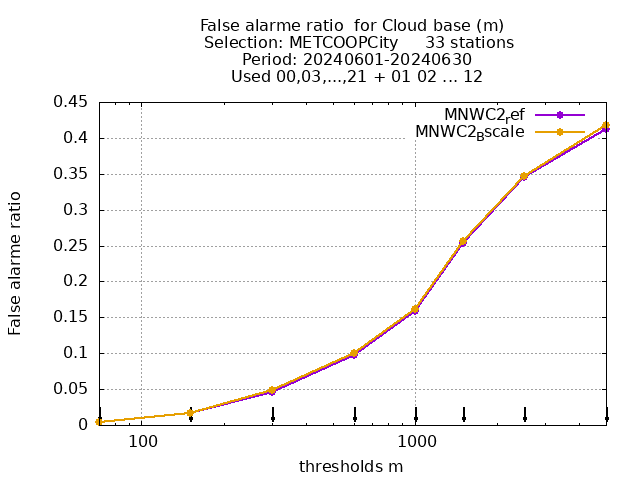 False alarme ratio  for Cloud base (m)
Selection: METCOOPCity     33 stations
Period: 20240601-20240630
Used 00,03,...,21 + 01 02 ... 12
MNWC2ref
MNWC2Bscale
0.45
0.4
0.35
0.3
0.25
0.2
0.15
0.1
0.05
0
False alarme ratio
100
1000
thresholds m